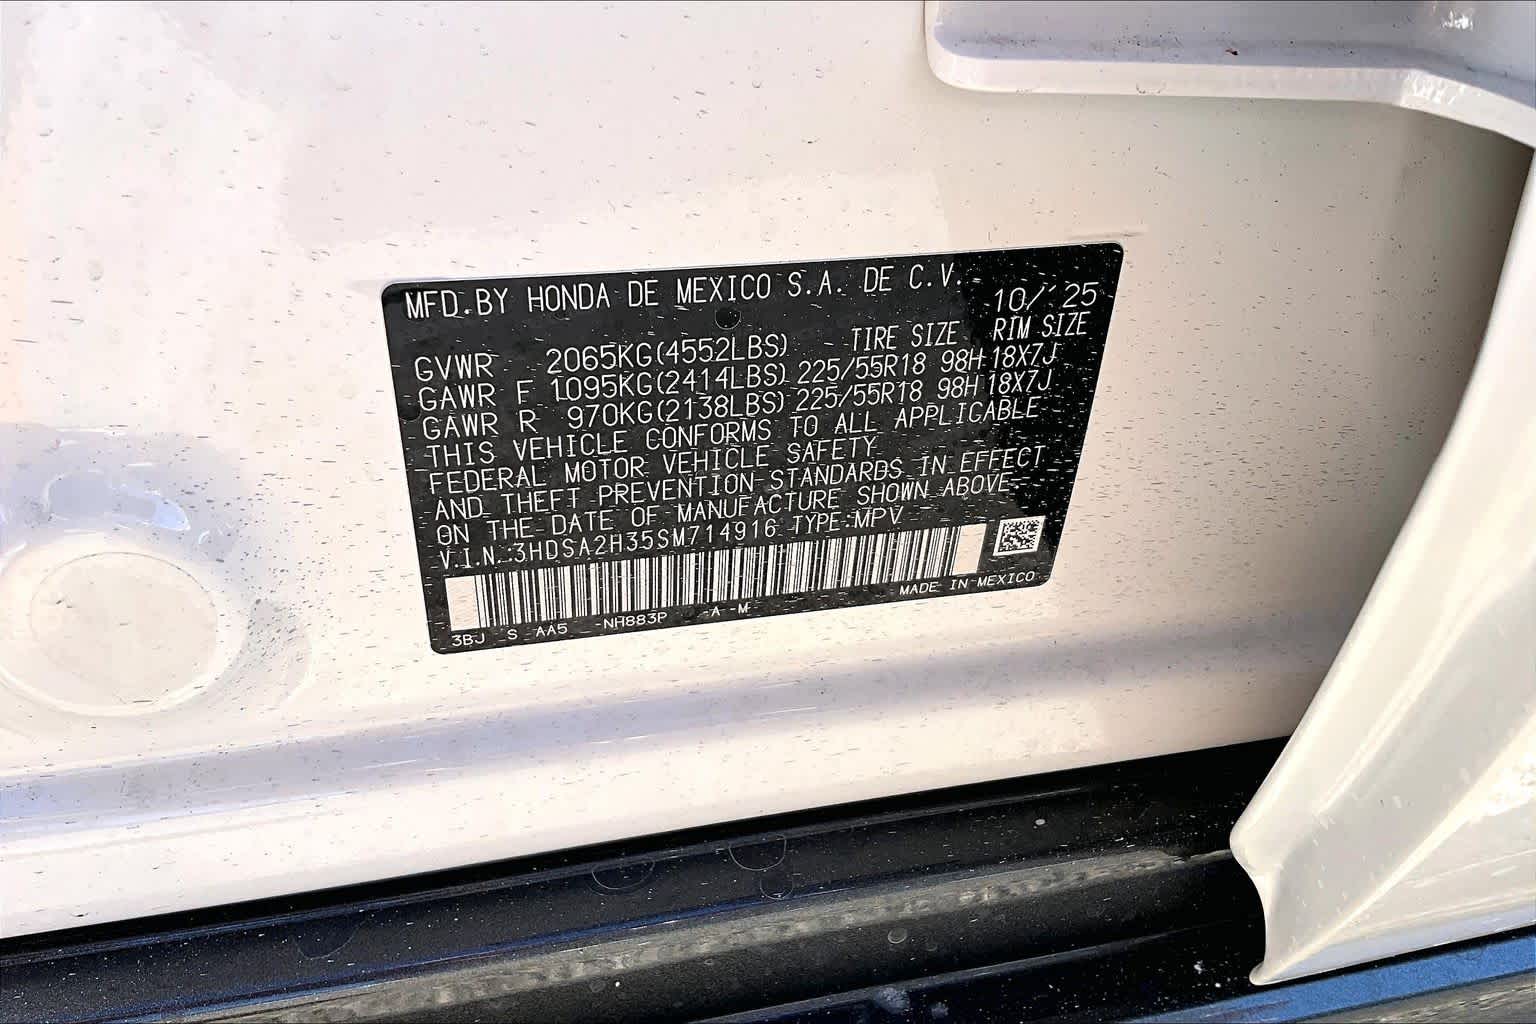 MFD.BY HONDA DE MEXICO S.A. DE C.V.
10/'25
TIRE SIZE RIM SIZE
GVWR 2065KG(4552LBS)
GAWR F 1095KG(2414LBS) 225/55R18 98H 18X7J
GAWR R 970KG(2138LBS) 225/55R18 98H 18X7J
THIS VEHICLE CONFORMS TO ALL APPLICABLE
FEDERAL MOTOR VEHICLE SAFETY
AND THEFT PREVENTION STANDARDS IN EFFECT
ON THE DATE OF MANUFACTURE SHOWN ABOVE.
V.I.N.:3HDSA2H35SM714916 TYPE:MPV
MADE IN MEXICO
3BJ S AA5 -NH883P -A -M-